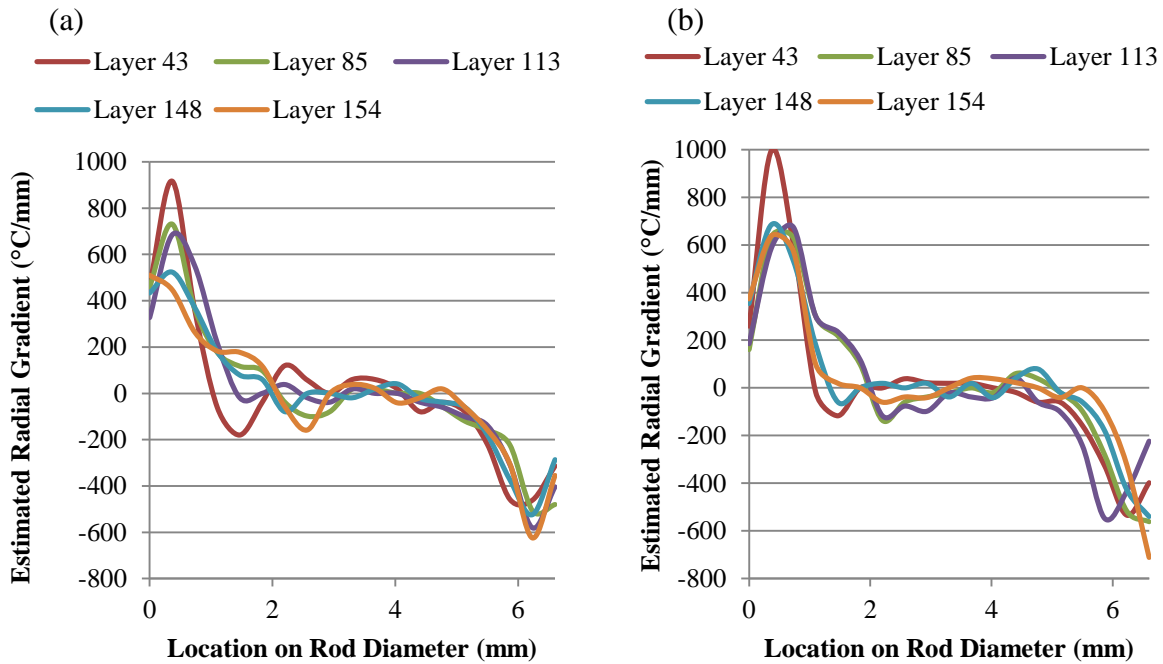 (a)
Layer 43 Layer 85 Layer 113
Layer 148 Layer 154
1000
800
600
400
200
0
-200
-400
-600
-800
Estimated Radial Gradient (°C/mm)
0 2 4 6
Location on Rod Diameter (mm)
(b)
Layer 43 Layer 85 Layer 113
Layer 148 Layer 154
1000
800
600
400
200
0
-200
-400
-600
-800
Estimated Radial Gradient (°C/mm)
0 2 4 6
Location on Rod Diameter (mm)